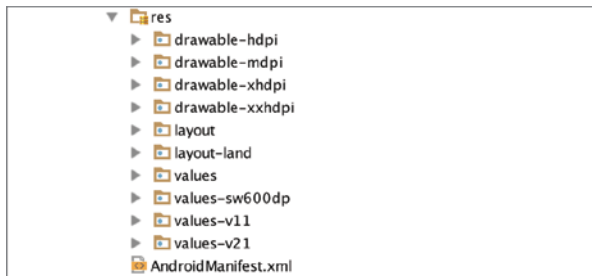 res
drawable-hdpi
drawable-mdpi
drawable-xhdpi
drawable-xxhdpi
layout
layout-land
values
values-sw600dp
values-v11
values-v21
AndroidManifest.xml